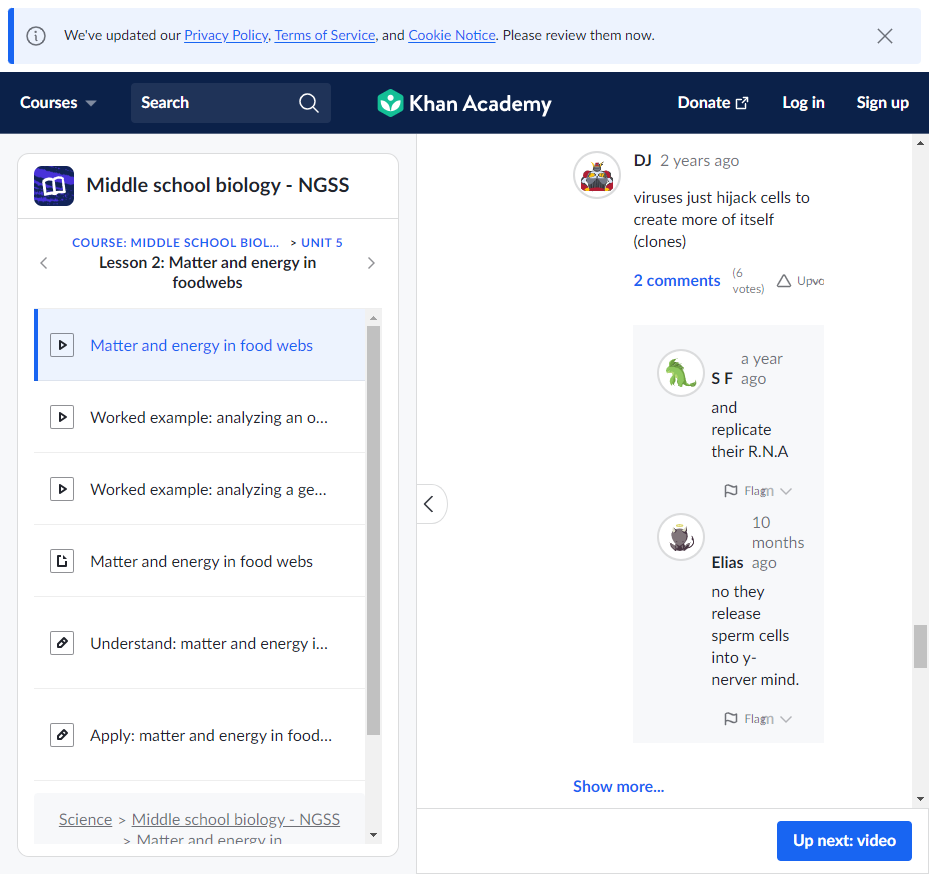 We've updated our Privacy Policy, Terms of Service, and Cookie Notice. Please review them now.
Courses
Search
Khan Academy
Donate
Log in
Sign up
Middle school biology - NGSS
COURSE: MIDDLE SCHOOL BIOL... > UNIT 5
Lesson 2: Matter and energy in
foodwebs
Matter and energy in food webs
Worked example: analyzing an o...
Worked example: analyzing a ge...
Matter and energy in food webs
Understand: matter and energy i...
Apply: matter and energy in food...
Science > Middle school biology - NGSS
> Matter and energy in
DJ 2 years ago
viruses just hijack cells to
create more of itself
(clones)
2 comments (6
votes)
S F a year
ago
and
replicate
their R.N.A
10
months
Elias ago
no they
release
sperm cells
into y-
nerver mind.
Show more...
Up next: video